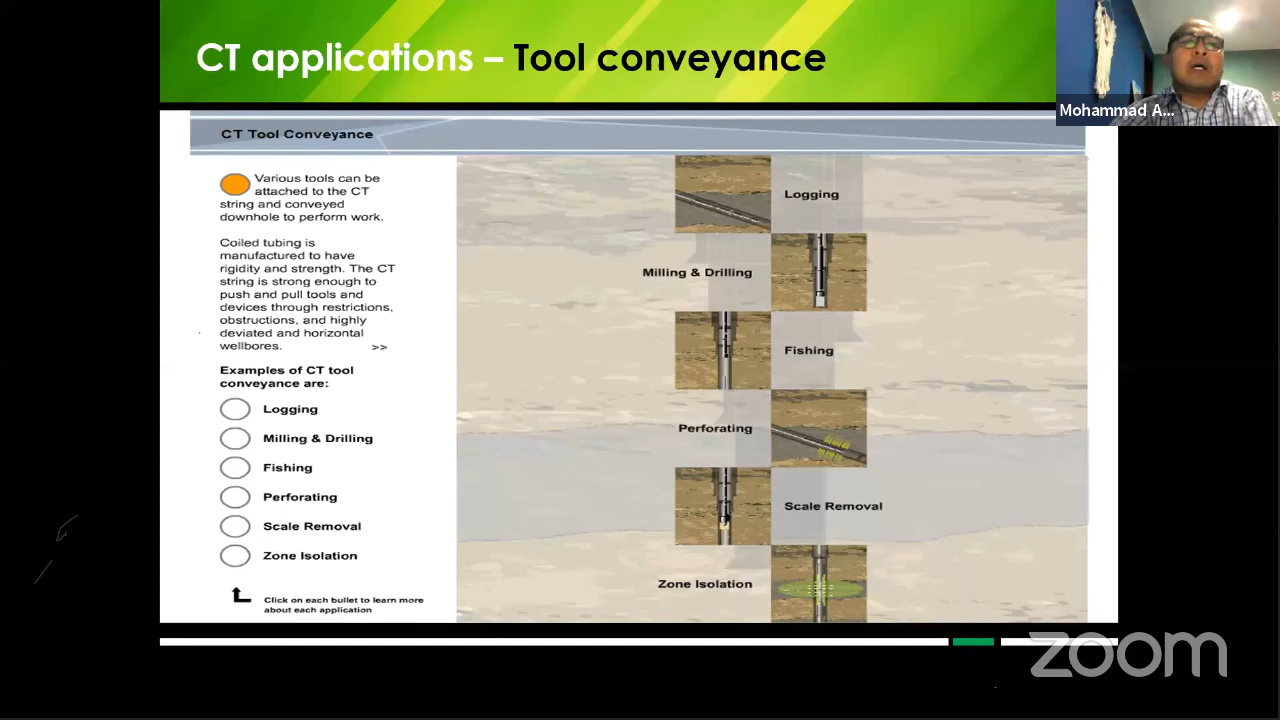 CT applications – Tool conveyance
Mohammad A...
CT Tool Conveyance
Various tools can be
attached to the CT
string and conveyed
downhole to perform work.
Coiled tubing is
manufactured to have
rigidity and strength. The CT
string is strong enough to
push and pull tools and
devices through restrictions,
obstructions, and highly
deviated and horizontal
wellbores. >>
Examples of CT tool
conveyance are:
Logging
Milling & Drilling
Fishing
Perforating
Scale Removal
Zone Isolation
Click on each bullet to learn more
about each application
Logging
Milling & Drilling
Fishing
Perforating
Scale Removal
Zone Isolation
zoom